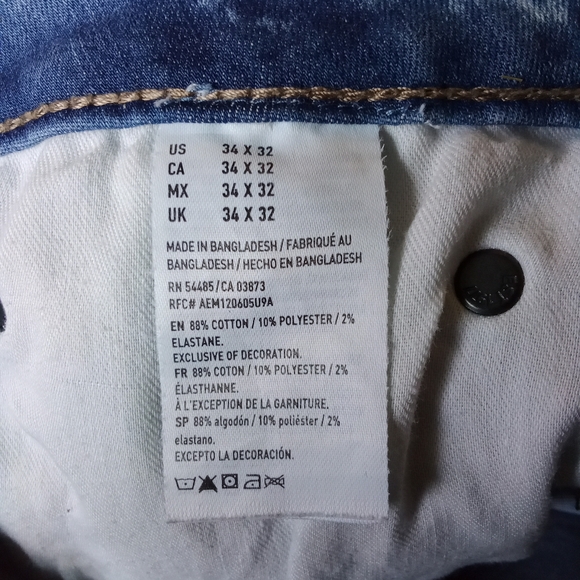 US 34 X 32
CA 34 X 32
MX 34 X 32
UK 34 X 32
MADE IN BANGLADESH / FABRIQUÉ AU
BANGLADESH / HECHO EN BANGLADESH
RN 54485/CA 03873
RFC# AEM120605U9A
EN 88% COTTON / 10% POLYESTER / 2%
ELASTANE.
EXCLUSIVE OF DECORATION.
FR 88% COTON / 10% POLYESTER / 2%
ÉLASTHANNE.
À L'EXCEPTION DE LA GARNITURE.
SP 88% algodón / 10% poliéster / 2%
elastano.
EXCEPTO LA DECORACIÓN.